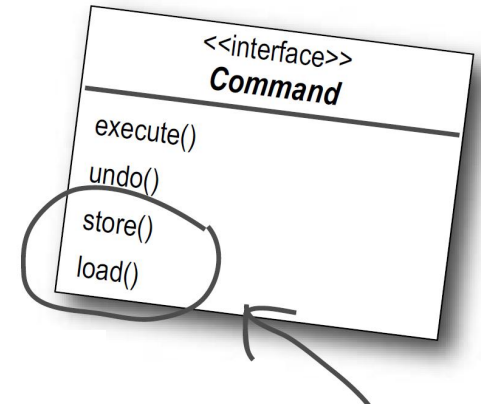 <<interface>>
Command
execute()
undo()
store()
load()